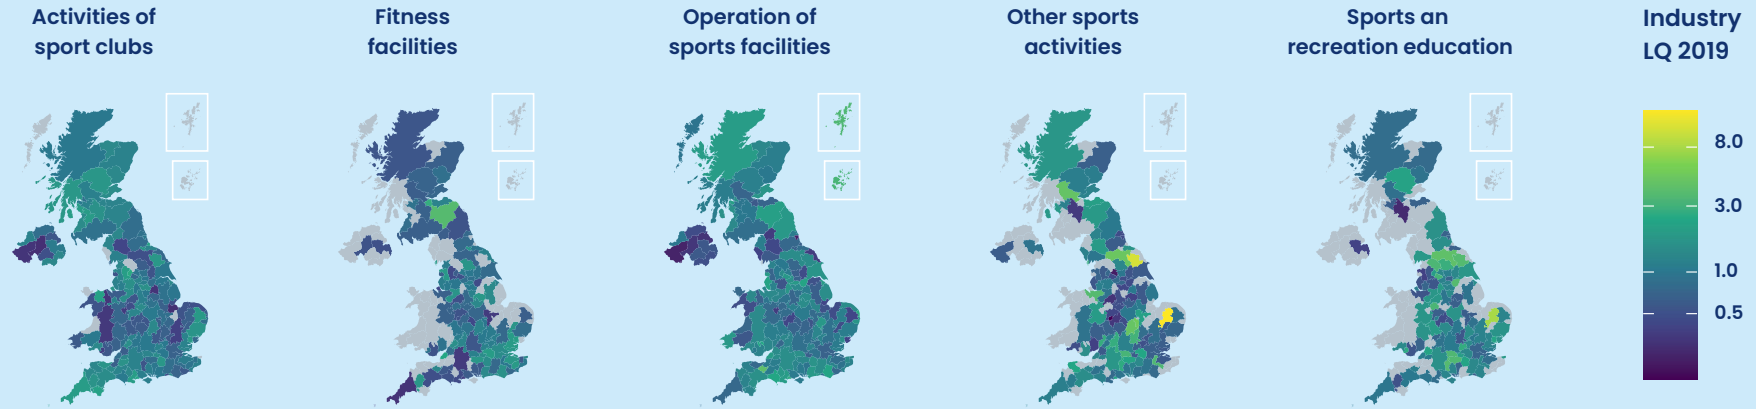 Activities of
sport clubs
Fitness
facilities
Operation of
sports facilities
Other sports
activities
Sports an
recreation education
Industry
LQ 2019
8.0
3.0
1.0
0.5